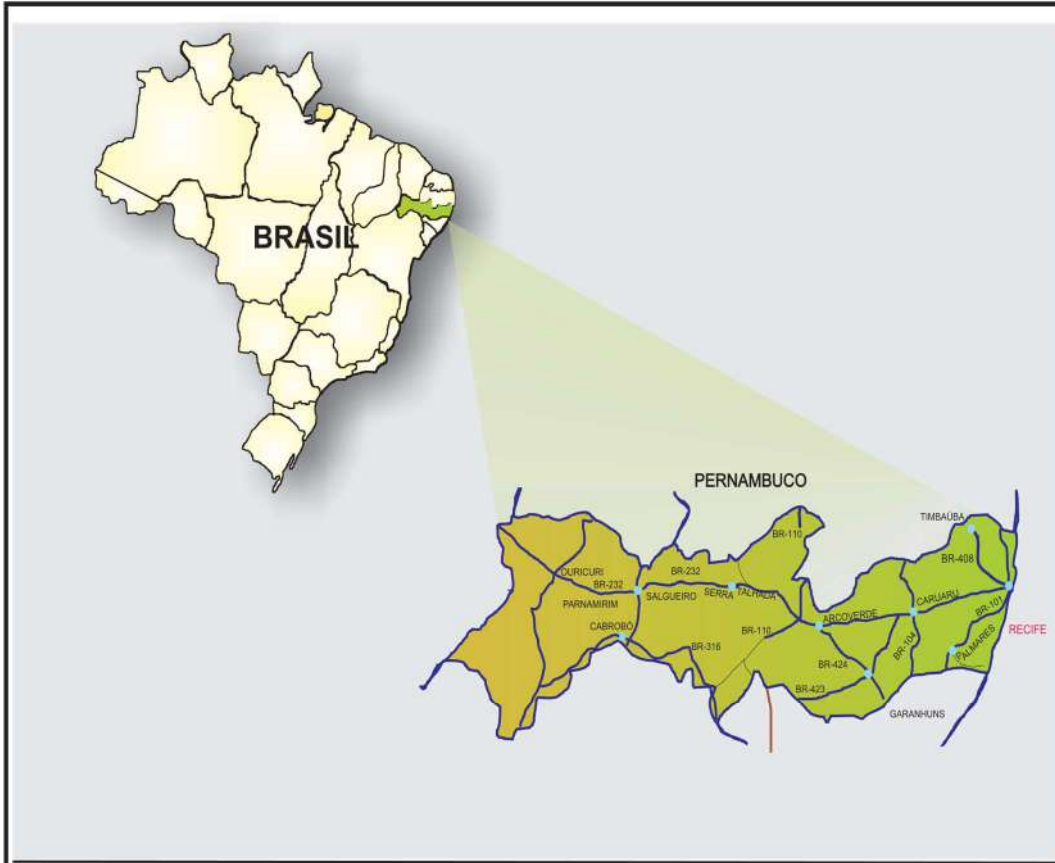 BRASIL
PERNAMBUCO
TIMBAÚBA
BR-110
BR-408
OURICURI
BR-232
BR-232
SERRA TALHADA
SALGUEIRO
PARNAMIRIM
CABROBÓ
BR-316
BR-110
ARCOVERDE
CARUARU
BR-101
RECIFE
PALMARES
BR-104
BR-424
BR-423
GARANHUNS